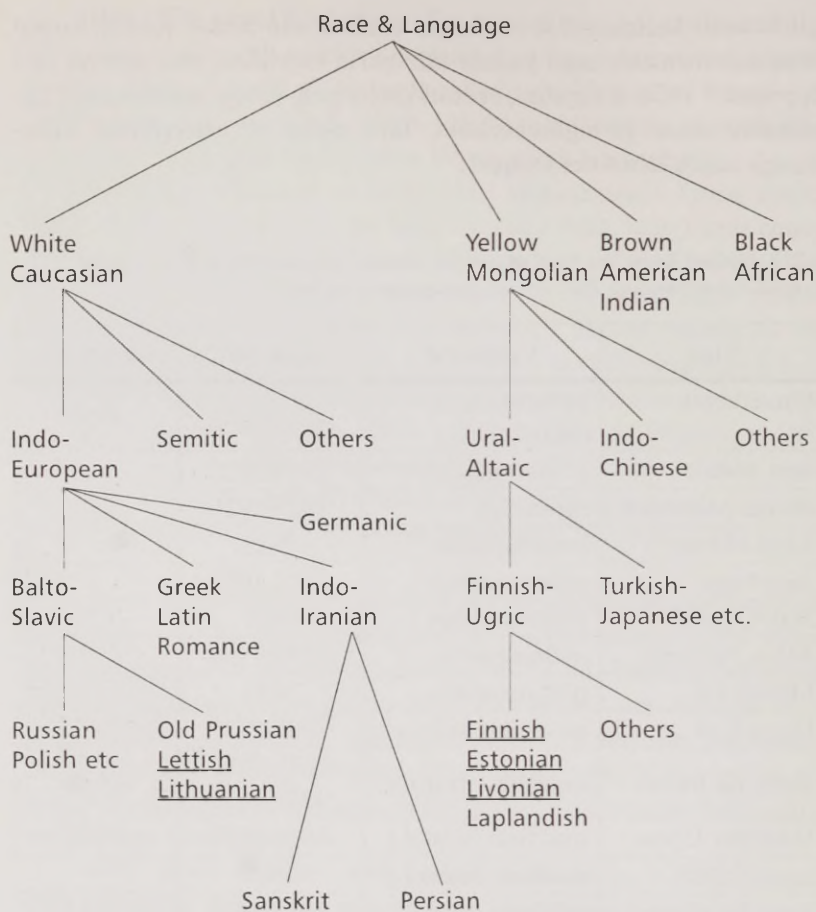 Race & Language
White
Caucasian
Yellow
Mongolian
Brown
American
Indian
Black
African
Indo-
European
Semitic
Others
Ural-
Altaic
Indo-
Chinese
Others
Germanic
Balto-
Slavic
Greek
Latin
Romance
Indo-
Iranian
Finnish-
Ugric
Turkish-
Japanese etc.
Russian
Polish etc
Old Prussian
Lettish
Lithuanian
Finnish
Estonian
Livonian
Laplandish
Others
Sanskrit
Persian